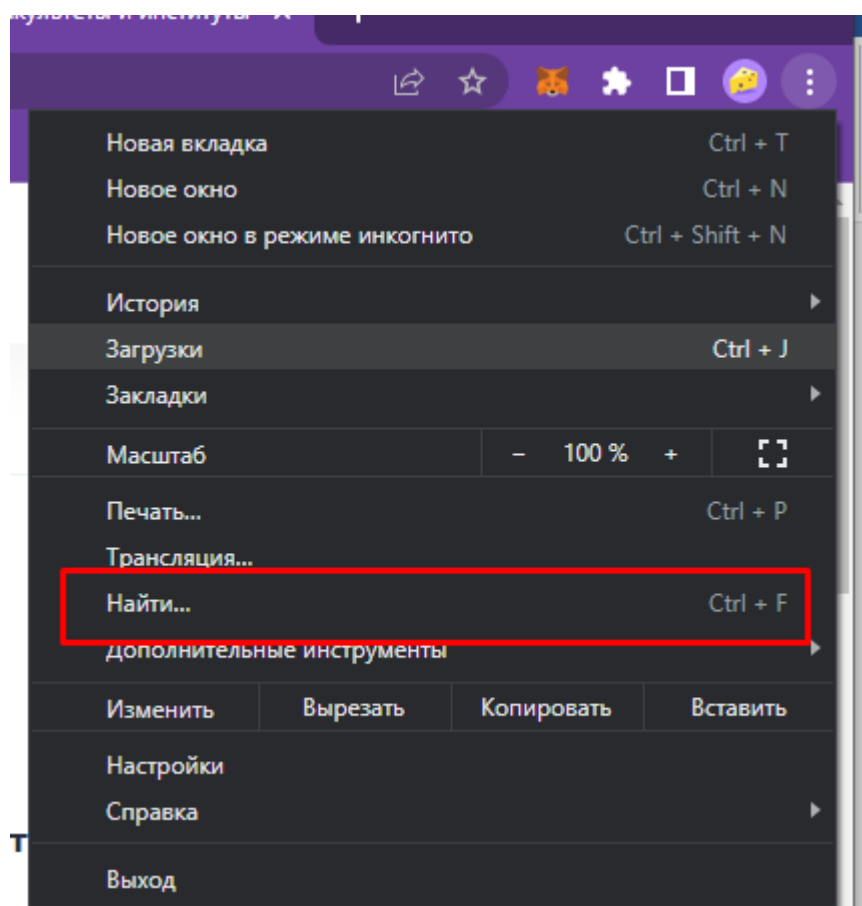 и институты
Новая вкладка Ctrl + T
Новое окно Ctrl + N
Новое окно в режиме инкогнито Ctrl + Shift + N
История
Загрузки Ctrl + J
Закладки
Масштаб – 100 % +
Печать... Ctrl + P
Трансляция...
Найти... Ctrl + F
Дополнительные инструменты
Изменить Вырезать Копировать Вставить
Настройки
Справка
т
Выход